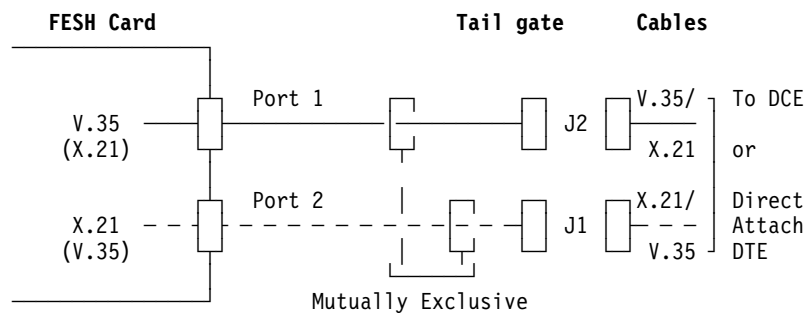 FESH Card Tail gate Cables
Port 1 V.35/ To DCE
V.35 J2
(X.21) X.21 or
Port 2 X.21/ Direct
X.21 J1 Attach
(V.35) V.35 DTE
Mutually Exclusive